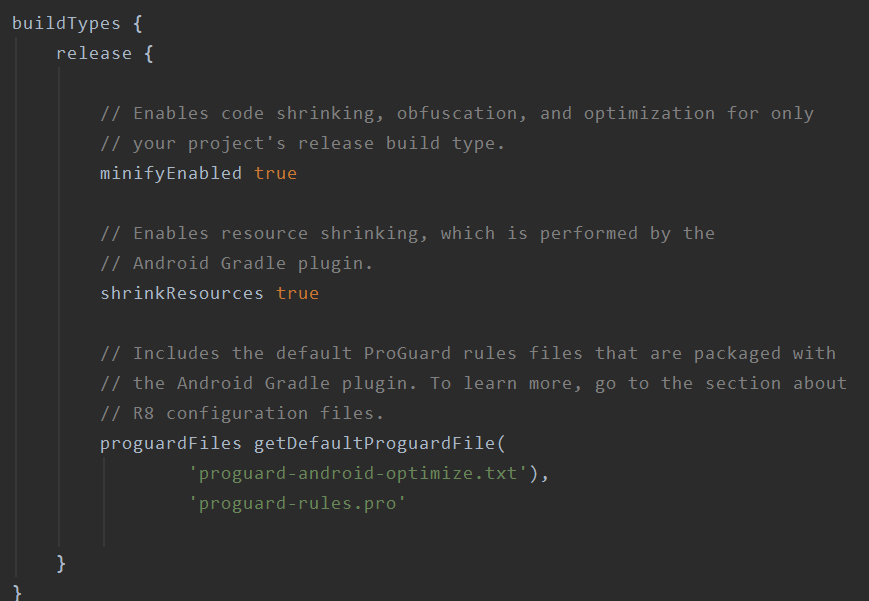 buildTypes {
release {
// Enables code shrinking, obfuscation, and optimization for only
// your project's release build type.
minifyEnabled true
// Enables resource shrinking, which is performed by the
// Android Gradle plugin.
shrinkResources true
// Includes the default ProGuard rules files that are packaged with
// the Android Gradle plugin. To learn more, go to the section about
// R8 configuration files.
proguardFiles getDefaultProguardFile(
'proguard-android-optimize.txt'),
'proguard-rules.pro'
}
}